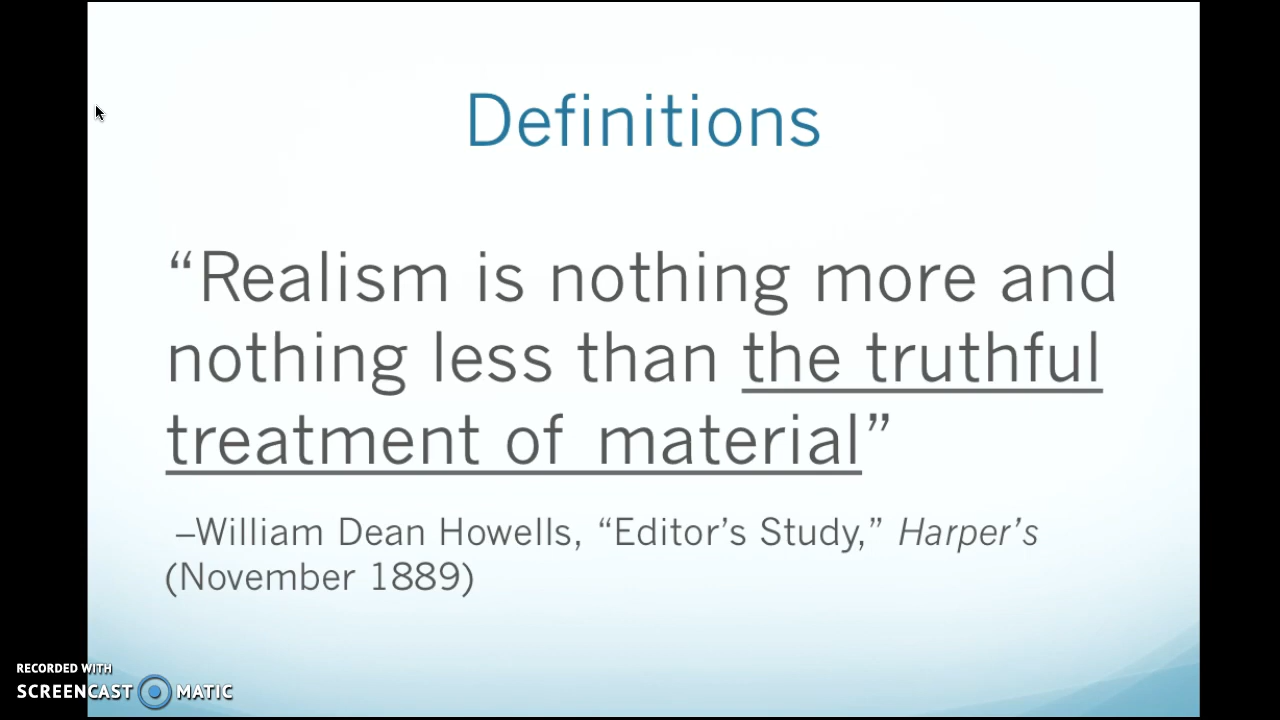 Definitions
“Realism is nothing more and
nothing less than the truthful
treatment of material”
–William Dean Howells, “Editor’s Study,” Harper’s
(November 1889)
RECORDED WITH
SCREENCAST MATIC